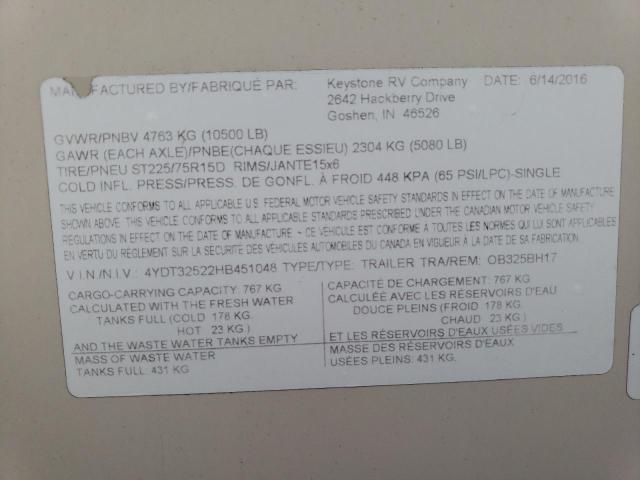 MAN FACTURED BY/FABRIQUÉ PAR: Keystone RV Company DATE: 6/14/2016
2642 Hackberry Drive
Goshen, IN 46526
GVWR/PNBV 4763 KG (10500 LB)
GAWR (EACH AXLE)/PNBE(CHAQUE ESSIEU) 2304 KG (5080 LB)
TIRE/PNEU ST225/75R15D RIMS/JANTE15x6
COLD INFL. PRESS/PRESS. DE GONFL. À FROID 448 KPA (65 PSI/LPC)-SINGLE
THIS VEHICLE CONFORMS TO ALL APPLICABLE U.S. FEDERAL MOTOR VEHICLE SAFETY STANDARDS IN EFFECT ON THE DATE OF MANUFACTURE
SHOWN ABOVE. THIS VEHICLE CONFORMS TO ALL APPLICABLE STANDARDS PRESCRIBED UNDER THE CANADIAN MOTOR VEHICLE SAFETY
REGULATIONS IN EFFECT ON THE DATE OF MANUFACTURE - CE VEHICULE EST CONFORME A TOUTES LES NORMES QUI LUI SONT APPLICABLES
EN VERTU DU RÈGLEMENT SUR LA SECURITE DES VÉHICULES AUTOMOBILES DU CANADA EN VIGUEUR A LA DATE DE SA FABRICATION.
V.I.N./N.I.V.: 4YDT32522HB451048 TYPE/TYPE: TRAILER TRA/REM: OB325BH17
CARGO-CARRYING CAPACITY: 767 KG
CALCULATED WITH THE FRESH WATER
TANKS FULL (COLD 178 KG.
HOT 23 KG.)
AND THE WASTE WATER TANKS EMPTY
MASS OF WASTE WATER
TANKS FULL: 431 KG
CAPACITE DE CHARGEMENT: 767 KG
CALCULÉE AVEC LES RÉSERVOIRS D'EAU
DOUCE PLEINS (FROID 178 KG.
CHAUD 23 KG.)
ET LES RÉSERVOIRS D'EAUX USÉES VIDES
MASSE DES RÉSERVOIRS D'EAUX
USÉES PLEINS: 431 KG.